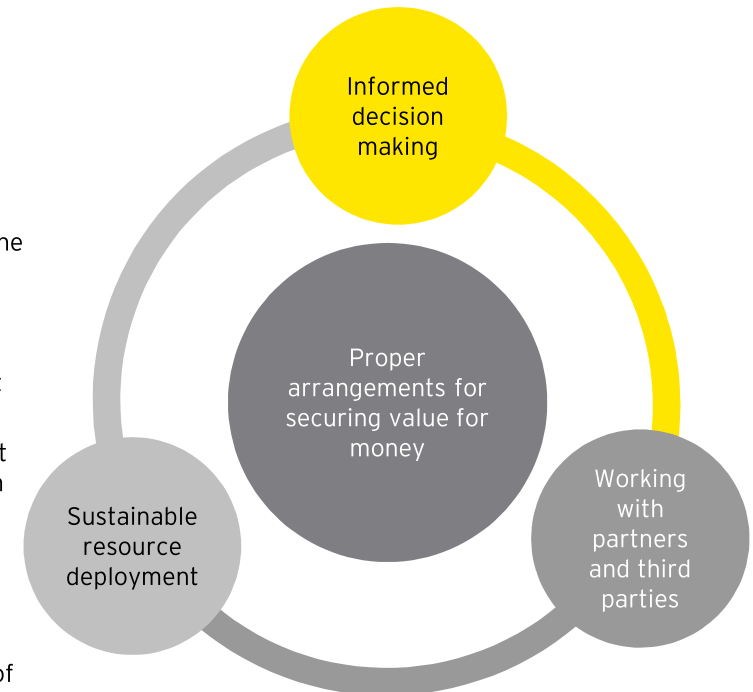 Informed
decision
making
Proper
arrangements for
securing value for
money
Sustainable
resource
deployment
Working
with
partners
and third
parties
of